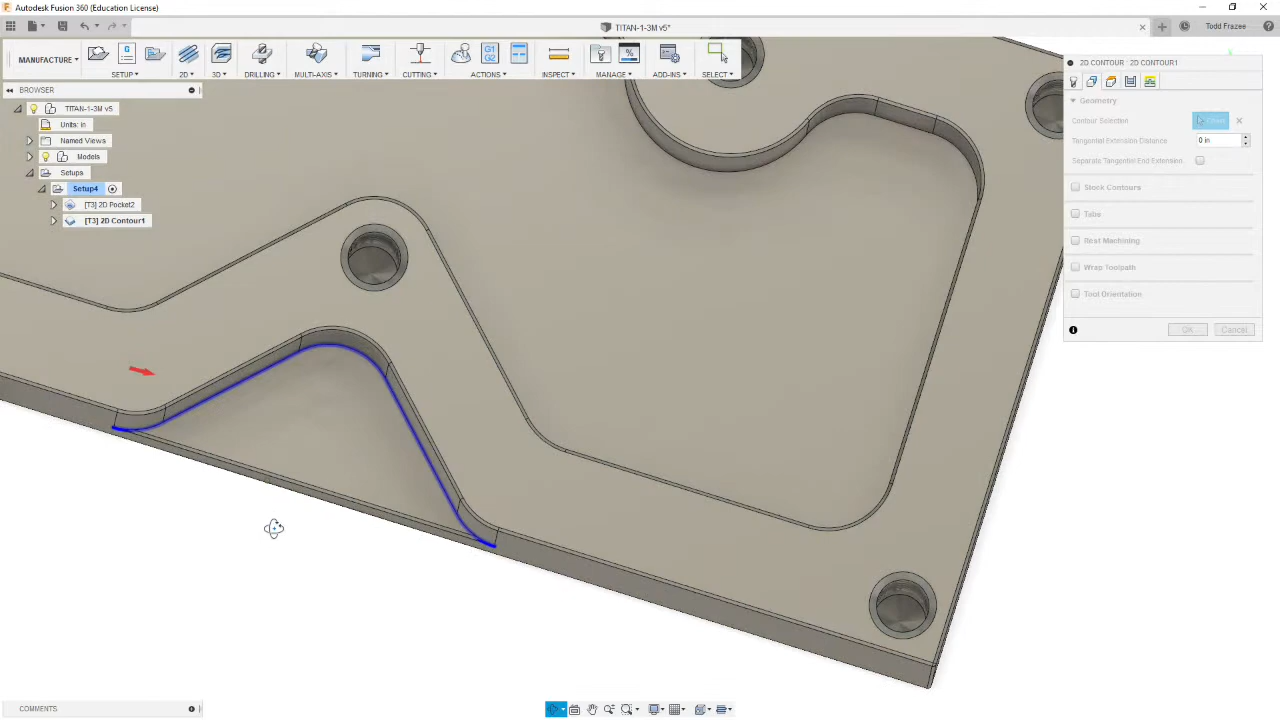 Autodesk Fusion 360 (Education License)
TITAN-1-3M v5*
Todd Frazee
MANUFACTURE
G1
G2
SETUP
2D
3D
DRILLING
MULTI-AXIS
TURNING
CUTTING
ACTIONS
INSPECT
MANAGE
ADD-INS
SELECT
BROWSER
TITAN-1-3M v5
Units: in
Named Views
Models
Setups
Setup4
[T3] 2D Pocket2
[T3] 2D Contour1
2D CONTOUR : 2D CONTOUR1
Geometry
Contour Selection
Tangential Extension Distance
0 in
Separate Tangential End Extension
Stock Contours
Tabs
Rest Machining
Wrap Toolpath
Tool Orientation
OK
Cancel
COMMENTS